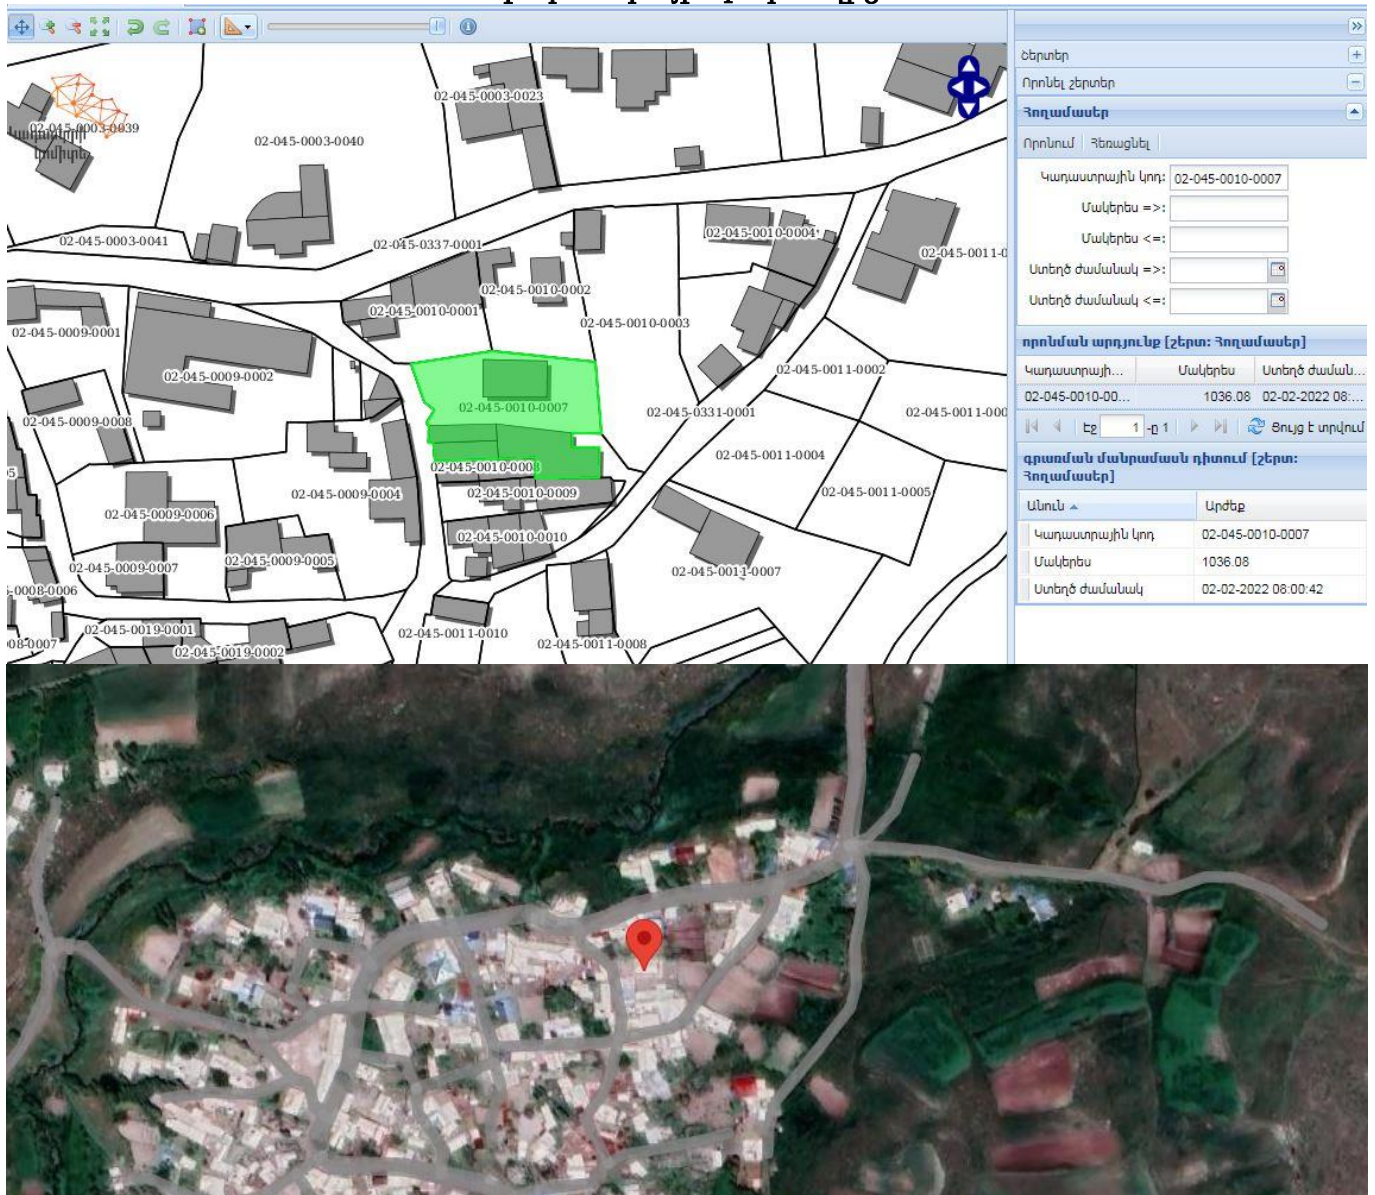 Շերտեր
Որոնել շերտեր
Հողամասեր
Որոնում
Հեռացնել
Կադաստրային կոդ: 02-045-0010-0007
Մակերես =>:
Մակերես <=:
Ստեղծ ժամանակ =>:
Ստեղծ ժամանակ <=:
որոնման արդյունք [շերտ: Հողամասեր]
Կադաստրայի... Մակերես Ստեղծ ժաման...
02-045-0010-00... 1036.08 02-02-2022 08:...
Էջ 1 -ը 1 Ցույց է տրվում
գրառման մանրամասն դիտում [շերտ:
Հողամասեր]
Անուն Արժեք
Կադաստրային կոդ 02-045-0010-0007
Մակերես 1036.08
Ստեղծ ժամանակ 02-02-2022 08:00:42
02-045-0003-0023
02-045-0003-0039
02-045-0003-0040
02-045-0003-0041
02-045-0337-0001
02-045-0010-0004
02-045-0011-0
02-045-0010-0002
02-045-0010-0001
02-045-0010-0003
02-045-0009-0001
02-045-0009-0002
02-045-0011-0002
02-045-0010-0007
02-045-0331-0001
02-045-0011-000
02-045-0009-0008
02-045-0011-0004
02-045-0010-0008
02-045-0009-0004
02-045-0010-0009
02-045-0011-0005
02-045-0009-0006
02-045-0010-0010
02-045-0009-0005
02-045-0009-0007
02-045-0011-0007
-0008-0006
02-045-0019-0001
02-045-0011-0010
08-0007
02-045-0019-0002
02-045-0011-0008